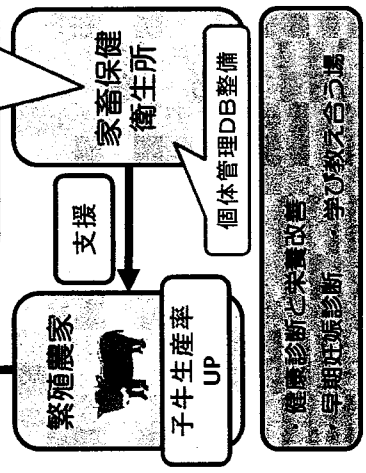 家畜保健
衛生所
個体管理DB整備
支援
繁殖農家
子牛生産率
UP
健康診断と栄養改善
早期妊娠診断 学び教え合う場